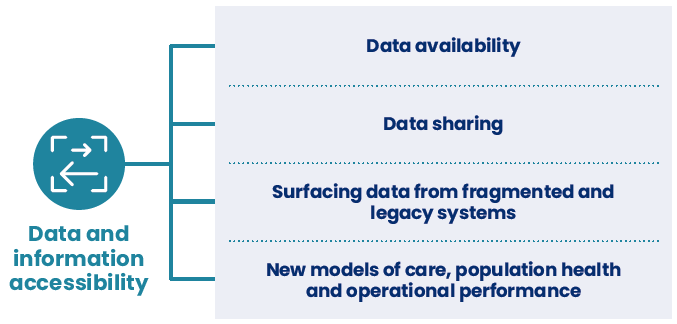 Data availability
Data sharing
Surfacing data from fragmented and
legacy systems
New models of care, population health
and operational performance
Data and
information
accessibility